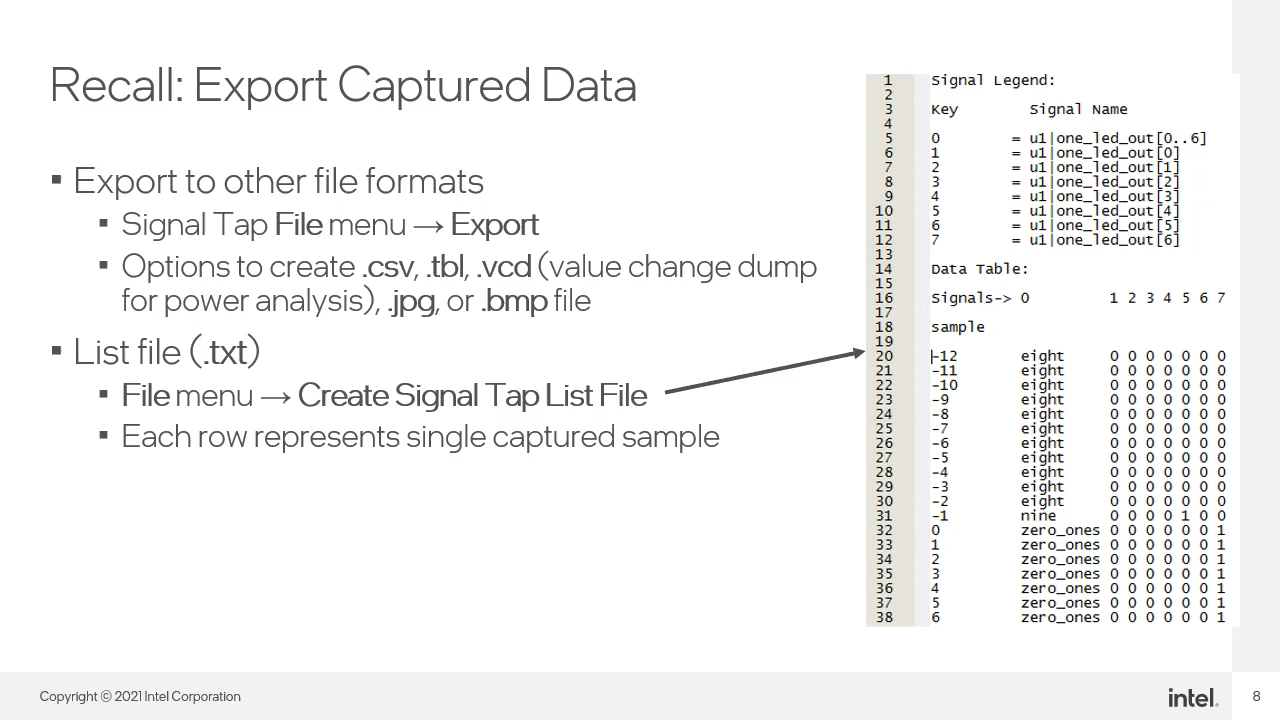 Recall: Export Captured Data
▪ Export to other file formats
▪ Signal Tap File menu → Export
▪ Options to create .csv, .tbl, .vcd (value change dump
for power analysis), .jpg, or .bmp file
▪ List file (.txt)
▪ File menu → Create Signal Tap List File
▪ Each row represents single captured sample
1 Signal Legend:
2
3 Key Signal Name
4
5 0 = u1|one_led_out[0..6]
6 1 = u1|one_led_out[0]
7 2 = u1|one_led_out[1]
8 3 = u1|one_led_out[2]
9 4 = u1|one_led_out[3]
10 5 = u1|one_led_out[4]
11 6 = u1|one_led_out[5]
12 7 = u1|one_led_out[6]
13
14 Data Table:
15
16 Signals-> 0 1 2 3 4 5 6 7
17
18 sample
19
20 -12 eight 0 0 0 0 0 0 0
21 -11 eight 0 0 0 0 0 0 0
22 -10 eight 0 0 0 0 0 0 0
23 -9 eight 0 0 0 0 0 0 0
24 -8 eight 0 0 0 0 0 0 0
25 -7 eight 0 0 0 0 0 0 0
26 -6 eight 0 0 0 0 0 0 0
27 -5 eight 0 0 0 0 0 0 0
28 -4 eight 0 0 0 0 0 0 0
29 -3 eight 0 0 0 0 0 0 0
30 -2 eight 0 0 0 0 0 0 0
31 -1 nine 0 0 0 0 1 0 0
32 0 zero_ones 0 0 0 0 0 0 1
33 1 zero_ones 0 0 0 0 0 0 1
34 2 zero_ones 0 0 0 0 0 0 1
35 3 zero_ones 0 0 0 0 0 0 1
36 4 zero_ones 0 0 0 0 0 0 1
37 5 zero_ones 0 0 0 0 0 0 1
38 6 zero_ones 0 0 0 0 0 0 1
Copyright © 2021 Intel Corporation
intel.
8